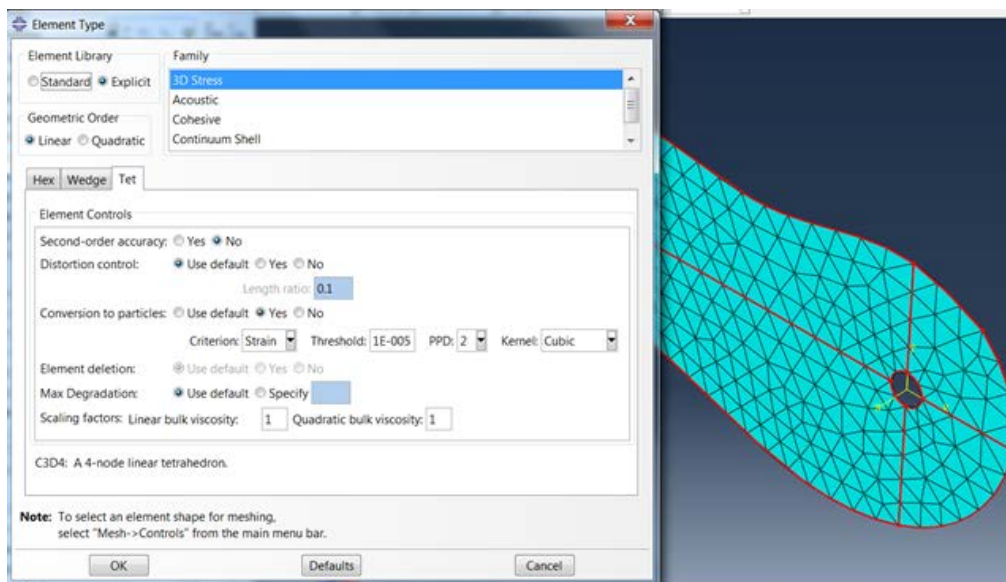 Element Type
X
Element Library
Family
Standard Explicit
3D Stress
Acoustic
Cohesive
Continuum Shell
Geometric Order
Linear Quadratic
Hex Wedge Tet
Element Controls
Second-order accuracy: Yes No
Distortion control: Use default Yes No
Length ratio: 0.1
Conversion to particles: Use default Yes No
Criterion: Strain Threshold: 1E-005 PPD: 2 Kernel: Cubic
Element deletion: Use default Yes No
Max Degradation: Use default Specify
Scaling factors: Linear bulk viscosity: 1 Quadratic bulk viscosity: 1
C3D4: A 4-node linear tetrahedron.
Note: To select an element shape for meshing,
select "Mesh->Controls" from the main menu bar.
OK Defaults Cancel